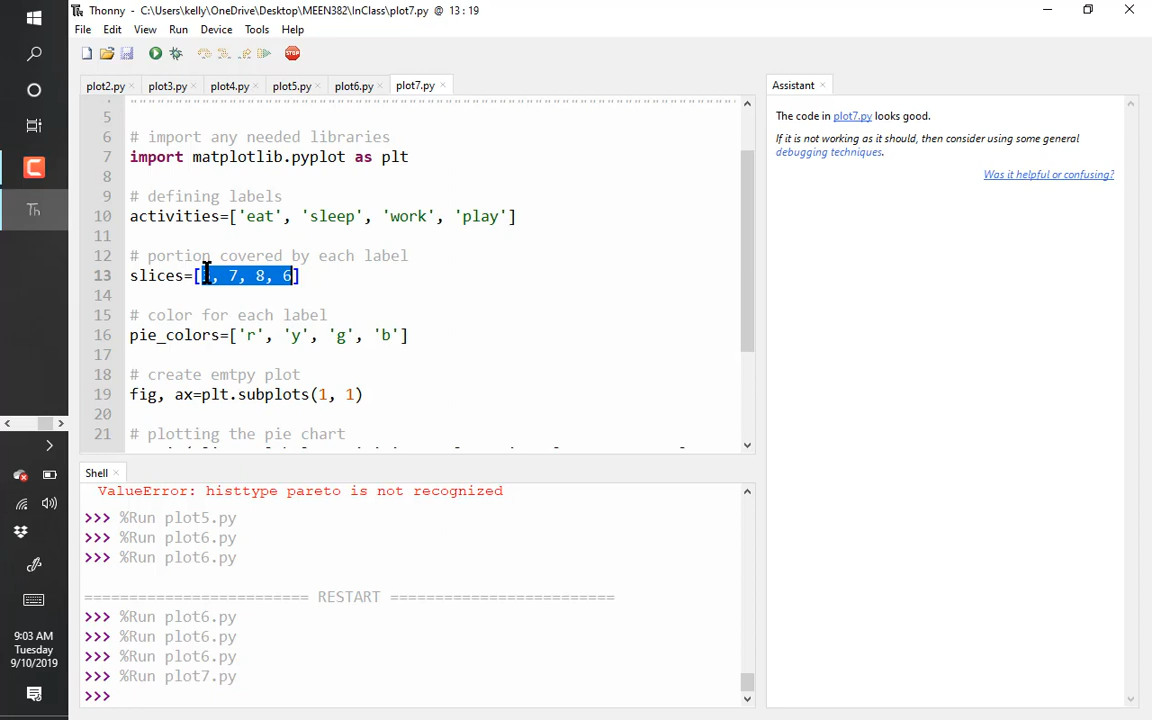 Thonny - C:\Users\kelly\OneDrive\Desktop\MEEN382\InClass\plot7.py @ 13 : 19
File Edit View Run Device Tools Help
plot2.py plot3.py plot4.py plot5.py plot6.py plot7.py
5
6 # import any needed libraries
7 import matplotlib.pyplot as plt
8
9 # defining labels
10 activities=['eat', 'sleep', 'work', 'play']
11
12 # portion covered by each label
13 slices=[ , 7, 8, 6]
14
15 # color for each label
16 pie_colors=['r', 'y', 'g', 'b']
17
18 # create emtpy plot
19 fig, ax=plt.subplots(1, 1)
20
21 # plotting the pie chart
Shell
ValueError: histtype pareto is not recognized
>>> %Run plot5.py
>>> %Run plot6.py
>>> %Run plot6.py
========================= RESTART =========================
>>> %Run plot6.py
>>> %Run plot6.py
>>> %Run plot6.py
>>> %Run plot7.py
>>>
Assistant
The code in plot7.py looks good.
If it is not working as it should, then consider using some general
debugging techniques.
Was it helpful or confusing?
Th
STOP
9:03 AM
Tuesday
9/10/2019